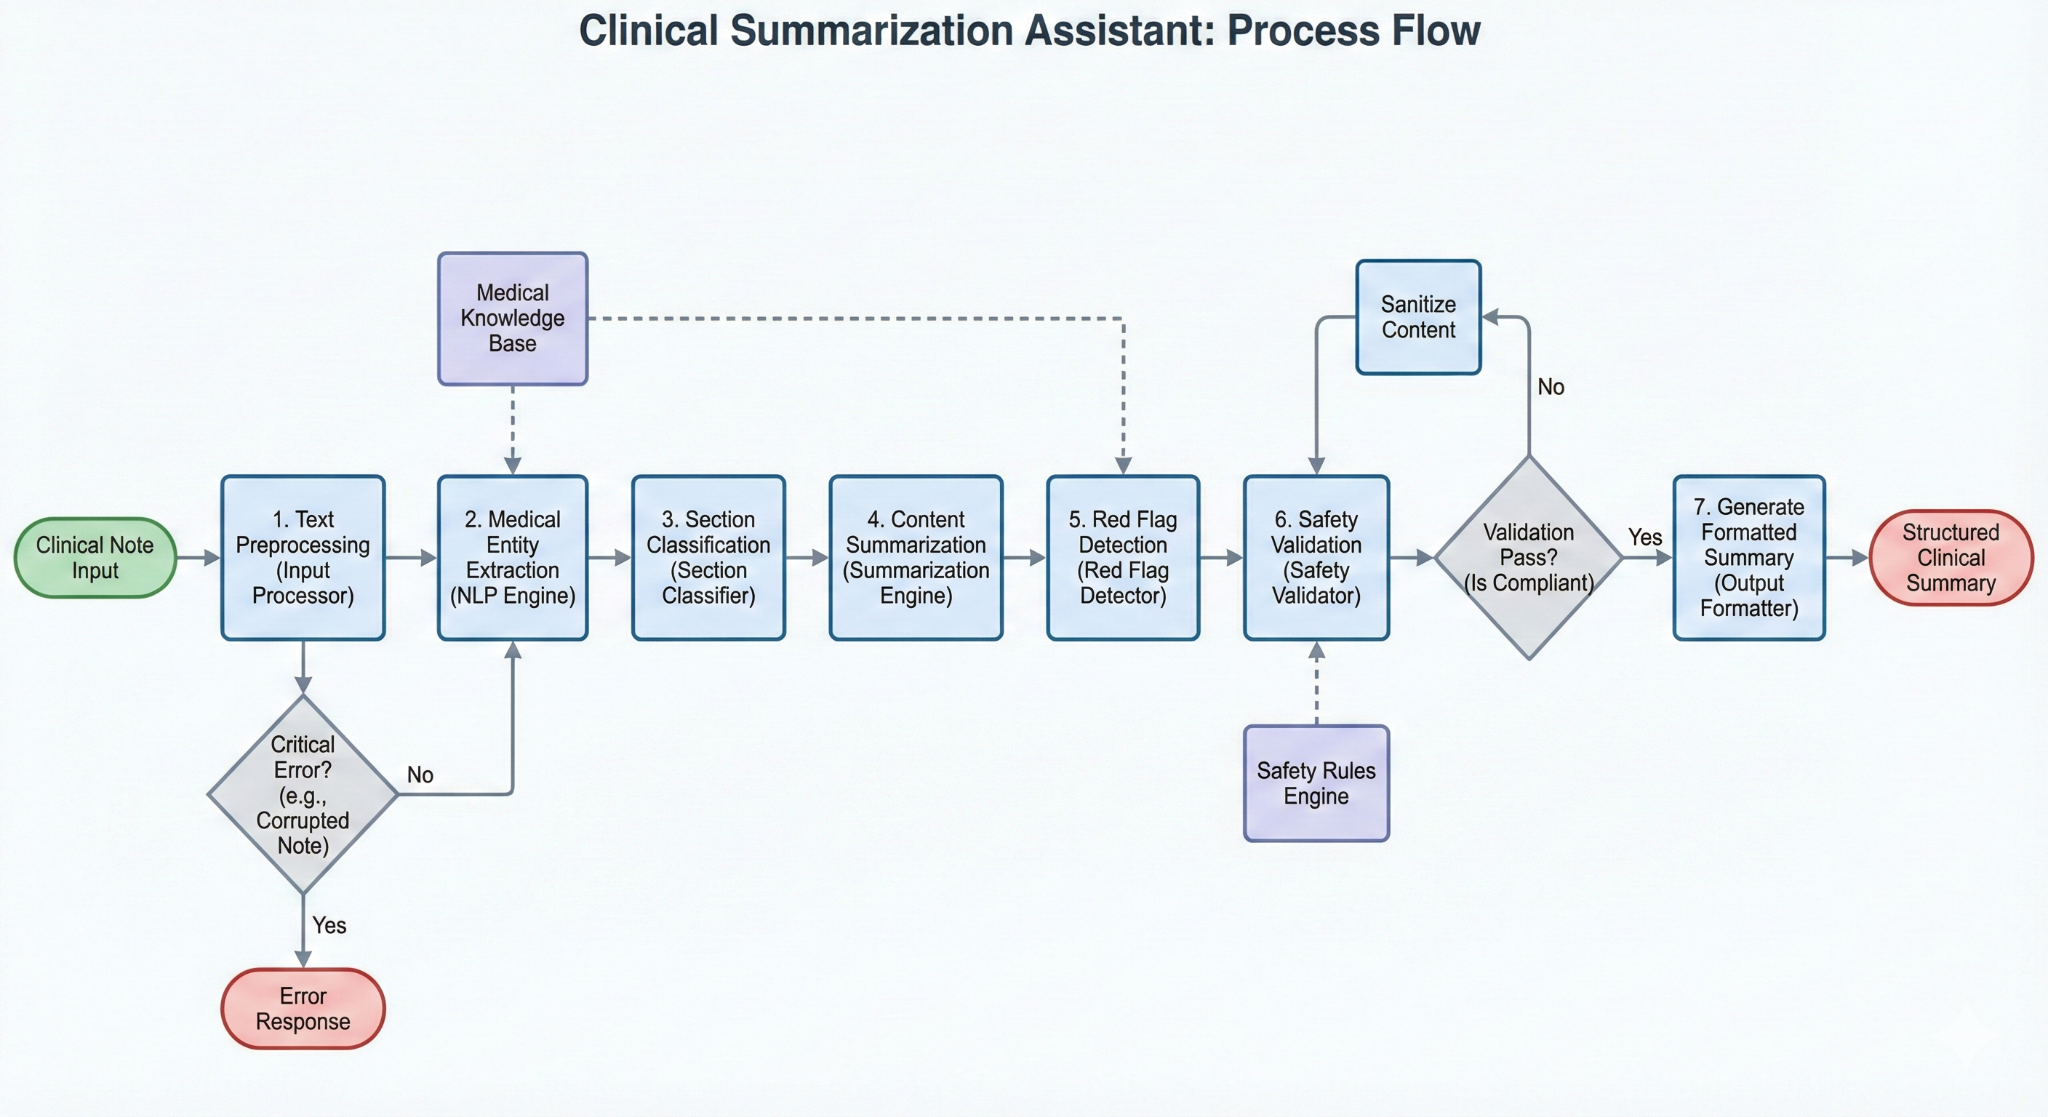 Clinical Summarization Assistant: Process Flow
Medical
Knowledge
Base
Sanitize
Content
No
Clinical Note
Input
1. Text
Preprocessing
(Input
Processor)
2. Medical
Entity
Extraction
(NLP Engine)
3. Section
Classification
(Section
Classifier)
4. Content
Summarization
(Summarization
Engine)
5. Red Flag
Detection
(Red Flag
Detector)
6. Safety
Validation
(Safety
Validator)
Validation
Pass?
(Is Compliant)
Yes
7. Generate
Formatted
Summary
(Output
Formatter)
Structured
Clinical
Summary
Critical
Error?
(e.g.,
Corrupted
Note)
No
Safety Rules
Engine
Yes
Error
Response